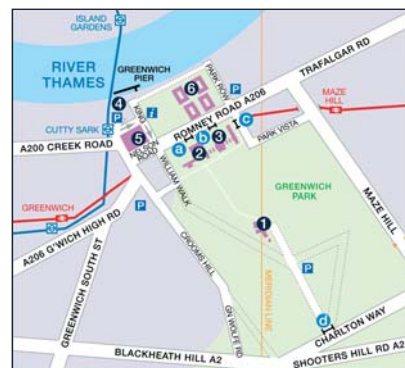 ISLAND
GARDENS
RIVER
THAMES
GREENWICH
PIER
TRAFALGAR RD
PARK ROW
6
P
4
P
i
KING
ROMNEY ROAD A206
MAZE
HILL
CUTTY SARK
5
NELSON
ROAD
a
b
3
c
2
PARK VISTA
A200 CREEK ROAD
WILLIAM WALK
GREENWICH
PARK
GREENWICH
P
1
MAZE HILL
A206 G'WICH HIGH RD
CROOMS HILL
P
GREENWICH SOUTH ST
MERIDIAN LINE
GN WOLFE RD
d
CHARLTON WAY
BLACKHEATH HILL A2
SHOOTERS HILL RD A2